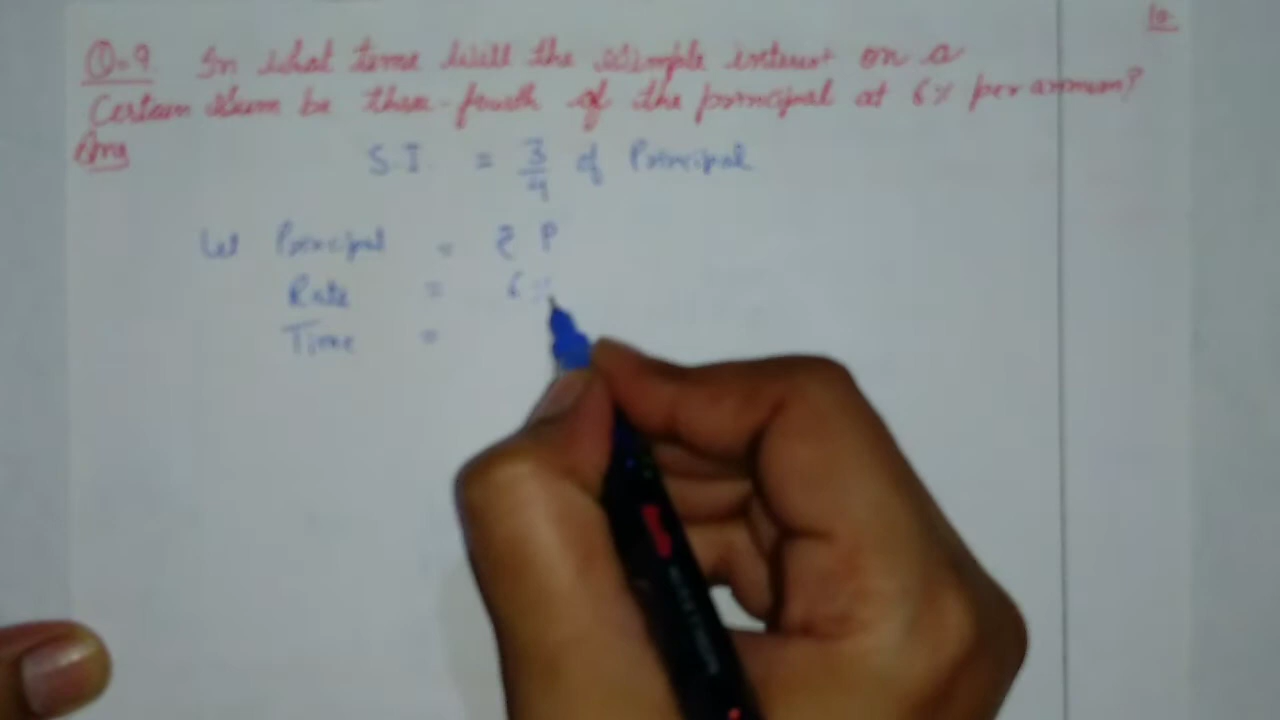 10
Q.9 In what time will the simple interest on a
Certain sum be three-fourth of the principal at 6% per annum?
Ans
S.I. = 3/4 of Principal
Let Principal = ₹ P
Rate = 6%
Time =